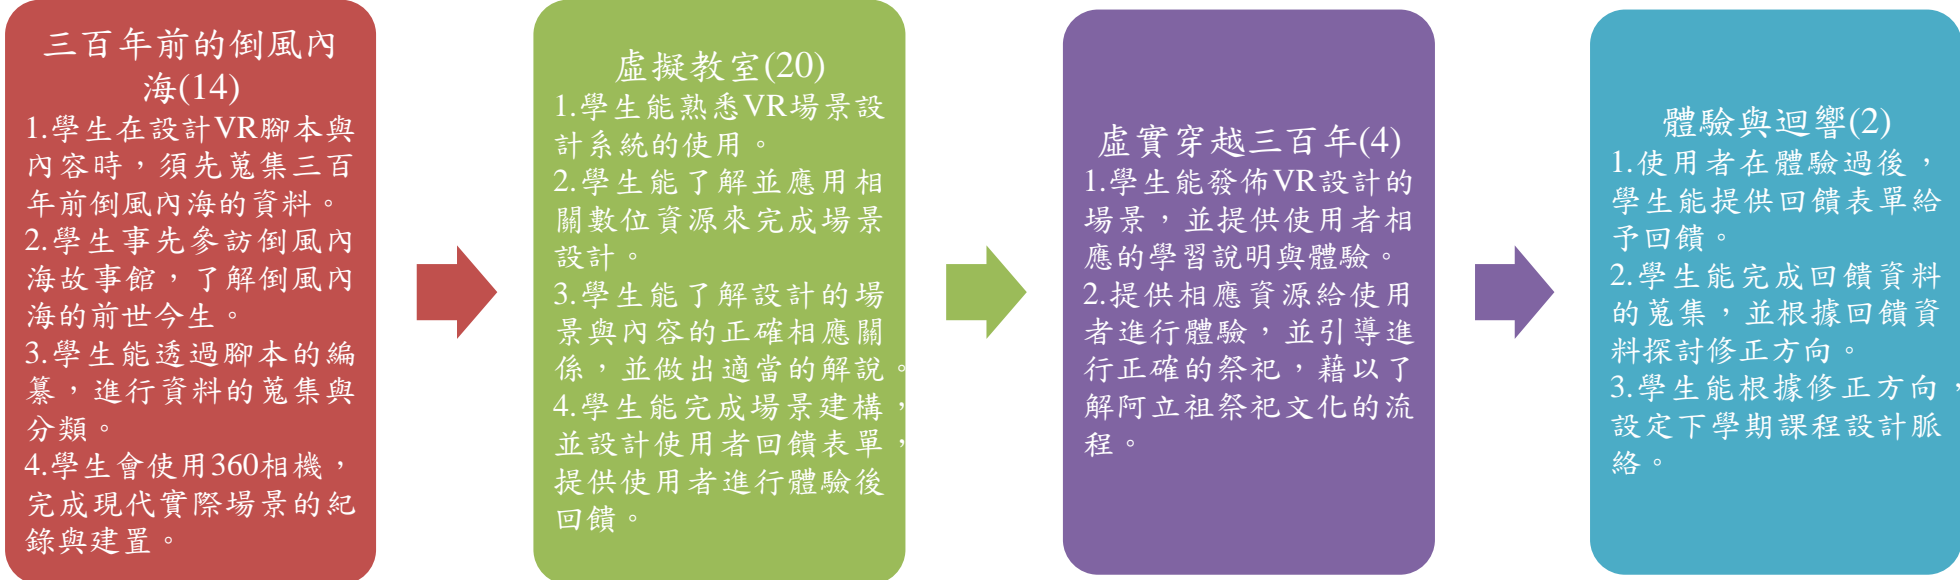 三百年前的倒風內
海(14)
1.學生在設計VR腳本與
內容時，須先蒐集三百
年前倒風內海的資料。
2.學生事先參訪倒風內
海故事館，了解倒風內
海的前世今生。
3.學生能透過腳本的編
纂，進行資料的蒐集與
分類。
4.學生會使用360相機，
完成現代實際場景的紀
錄與建置。
虛擬教室(20)
1.學生能熟悉VR場景設
計系統的使用。
2.學生能了解並應用相
關數位資源來完成場景
設計。
3.學生能了解設計的場
景與內容的正確相應關
係，並做出適當的解說。
4.學生能完成場景建構，
並設計使用者回饋表單，
提供使用者進行體驗後
回饋。
虛實穿越三百年(4)
1.學生能發佈VR設計的
場景，並提供使用者相
應的學習說明與體驗。
2.提供相應資源給使用
者進行體驗，並引導進
行正確的祭祀，藉以了
解阿立祖祭祀文化的流
程。
體驗與迴響(2)
1.使用者在體驗過後，
學生能提供回饋表單給
予回饋。
2.學生能完成回饋資料
的蒐集，並根據回饋資
料探討修正方向。
3.學生能根據修正方向，
設定下學期課程設計脈
絡。